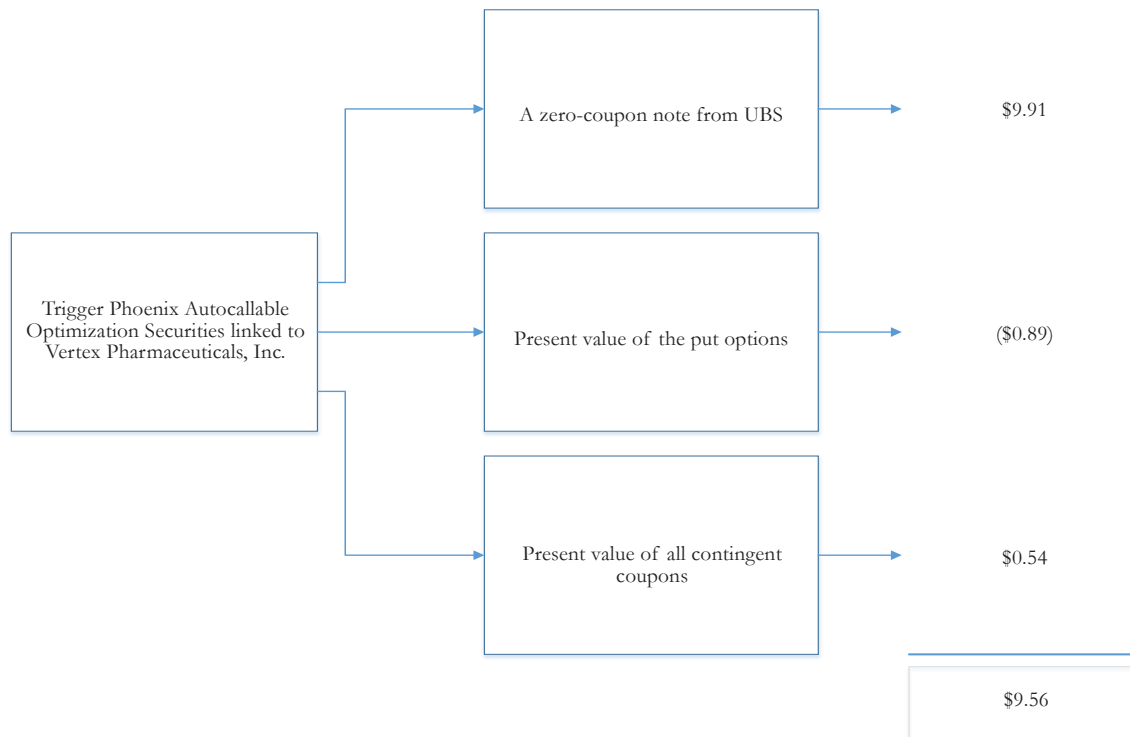 A zero-coupon note from UBS
$9.91
Trigger Phoenix Autocallable
Optimization Securities linked to
Vertex Pharmaceuticals, Inc.
Present value of the put options
($0.89)
Present value of all contingent
coupons
$0.54
$9.56